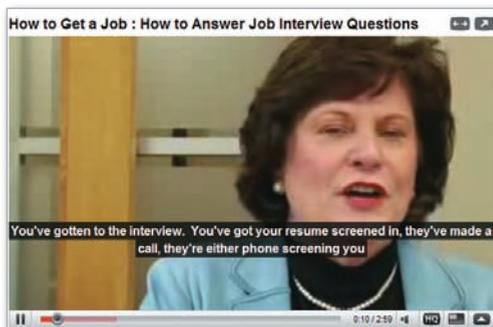 How to Get a Job : How to Answer Job Interview Questions
You've gotten to the interview. You've got your resume screened in, they've made a
call, they're either phone screening you
0:10 / 2:59 HQ